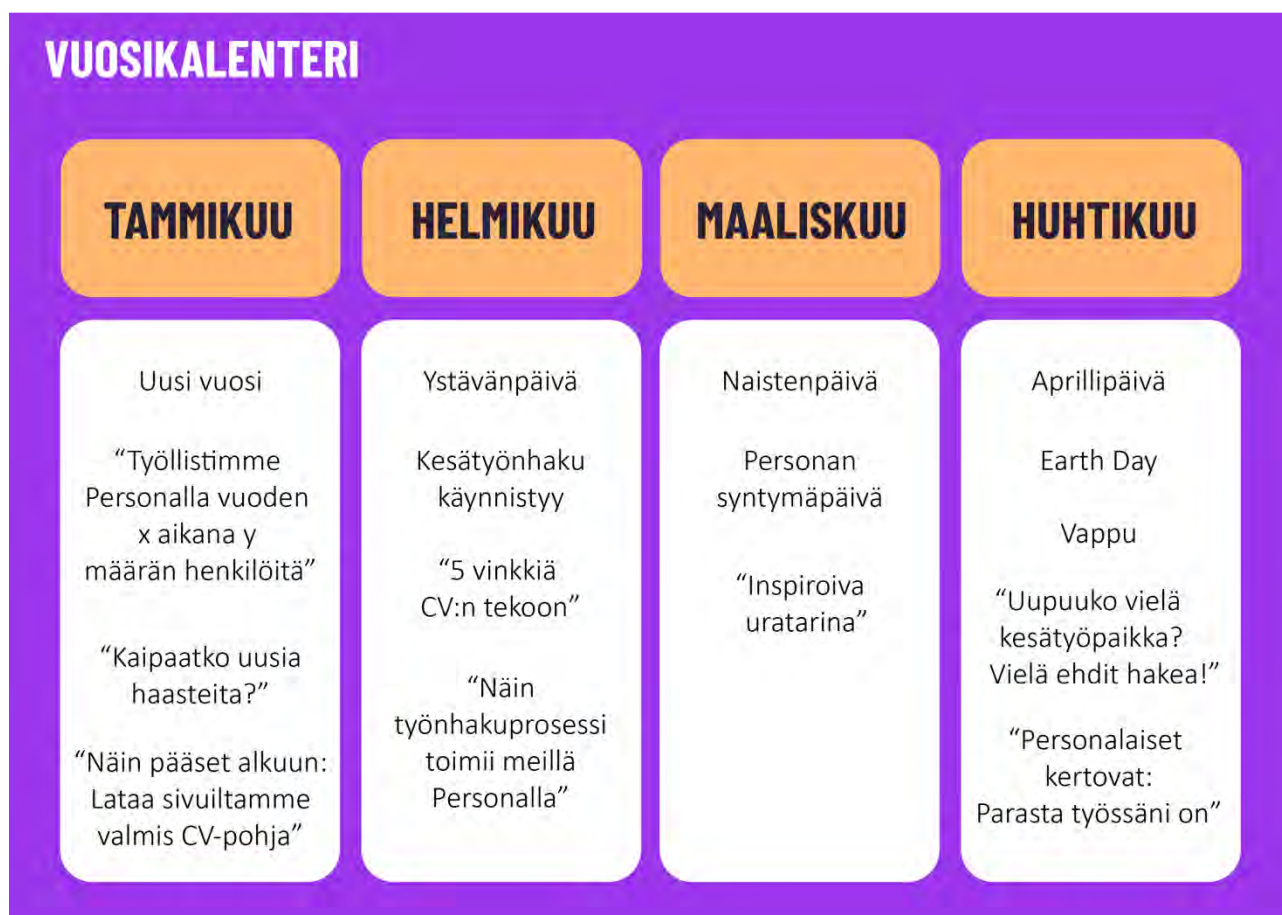 VUOSIKALENTERI
TAMMIKUU
Uusi vuosi
“Työllistimme
Personalla vuoden
x aikana y
määrän henkilöitä”
“Kaipaatko uusia
haasteita?”
“Näin pääset alkuun:
Lataa sivuiltamme
valmis CV-pohja”
HELMIKUU
Ystävänpäivä
Kesätyönhaku
käynnistyy
“5 vinkkiä
CV:n tekoon”
“Näin
työnhakuprosessi
toimii meillä
Personalla”
MAALISKUU
Naistenpäivä
Personan
syntymäpäivä
“Inspiroiva
uratarina”
HUHTIKUU
Aprillipäivä
Earth Day
Vappu
“Uupuuko vielä
kesätyöpaikka?
Vielä ehdit hakea!”
“Personalaiset
kertovat:
Parasta työssäni on”